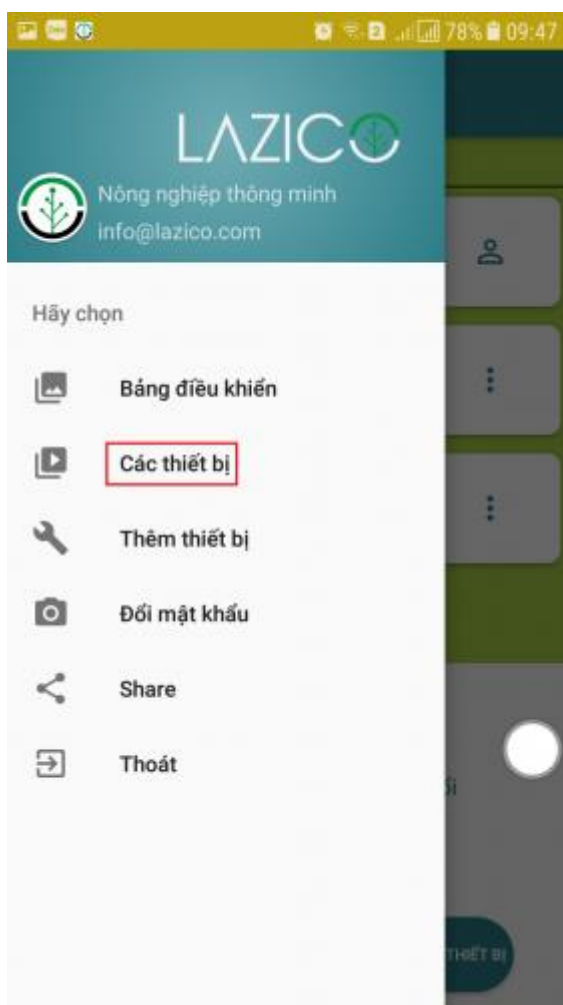 2 78% 09:47
LAZICO
Nông nghiệp thông minh
info@lazico.com
Hãy chọn
Bảng điều khiển
Các thiết bị
Thêm thiết bị
Đổi mật khẩu
Share
Thoát
THIẾT BỊ